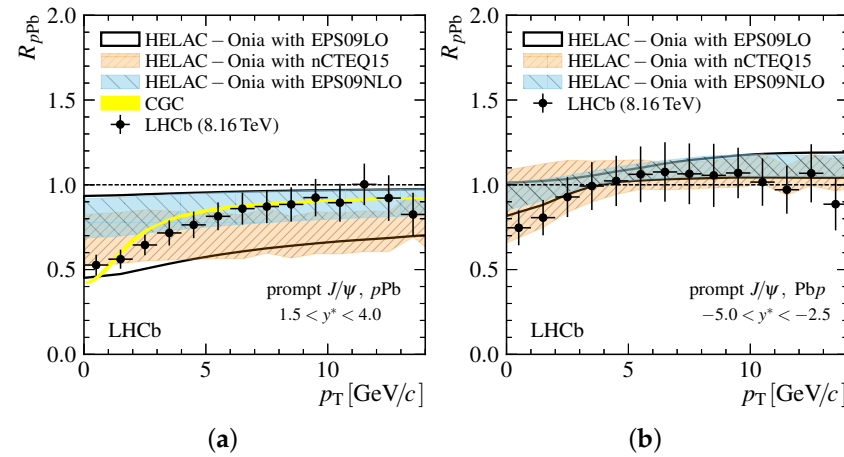 R_pPb
2.0
1.5
1.0
0.5
0.0
HELAC − Onia with EPS09LO
HELAC − Onia with nCTEQ15
HELAC − Onia with EPS09NLO
CGC
LHCb (8.16 TeV)
prompt J/ψ, pPb
1.5 < y* < 4.0
LHCb
0 5 10
p_T [GeV/c]
(a)
R_pPb
2.0
1.5
1.0
0.5
0.0
HELAC − Onia with EPS09LO
HELAC − Onia with nCTEQ15
HELAC − Onia with EPS09NLO
LHCb (8.16 TeV)
prompt J/ψ, Pbp
−5.0 < y* < −2.5
LHCb
0 5 10
p_T [GeV/c]
(b)